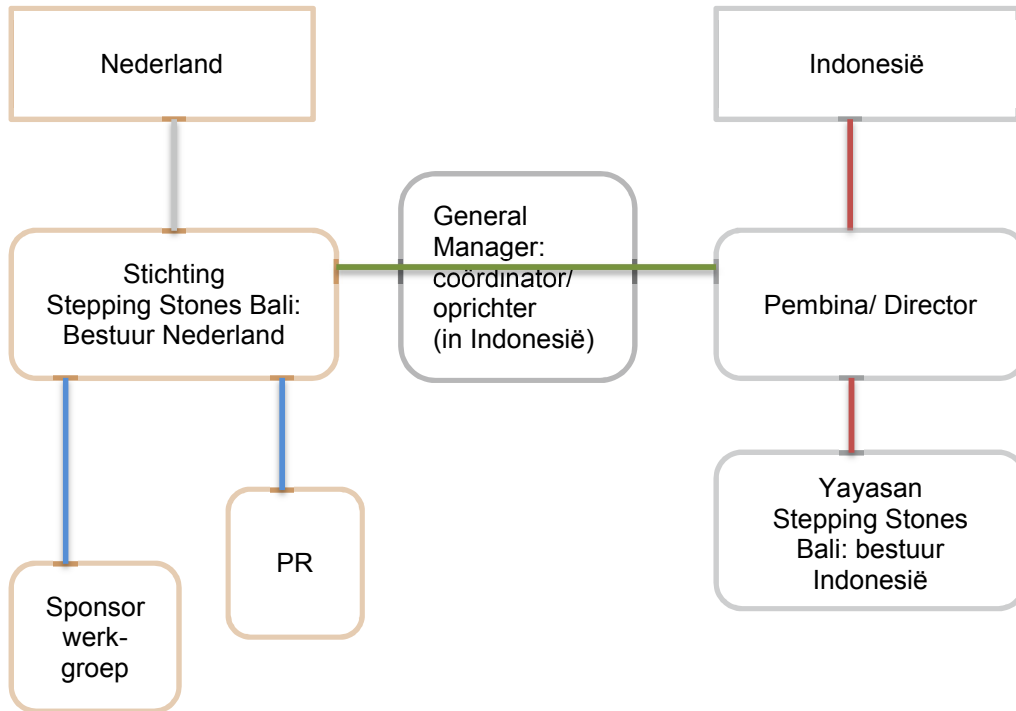 Nederland
Indonesië
General
Manager:
coördinator/
oprichter
(in Indonesië)
Stichting
Stepping Stones Bali:
Bestuur Nederland
Pembina/ Director
Yayasan
Stepping Stones
Bali: bestuur
Indonesië
PR
Sponsor
werk-
groep